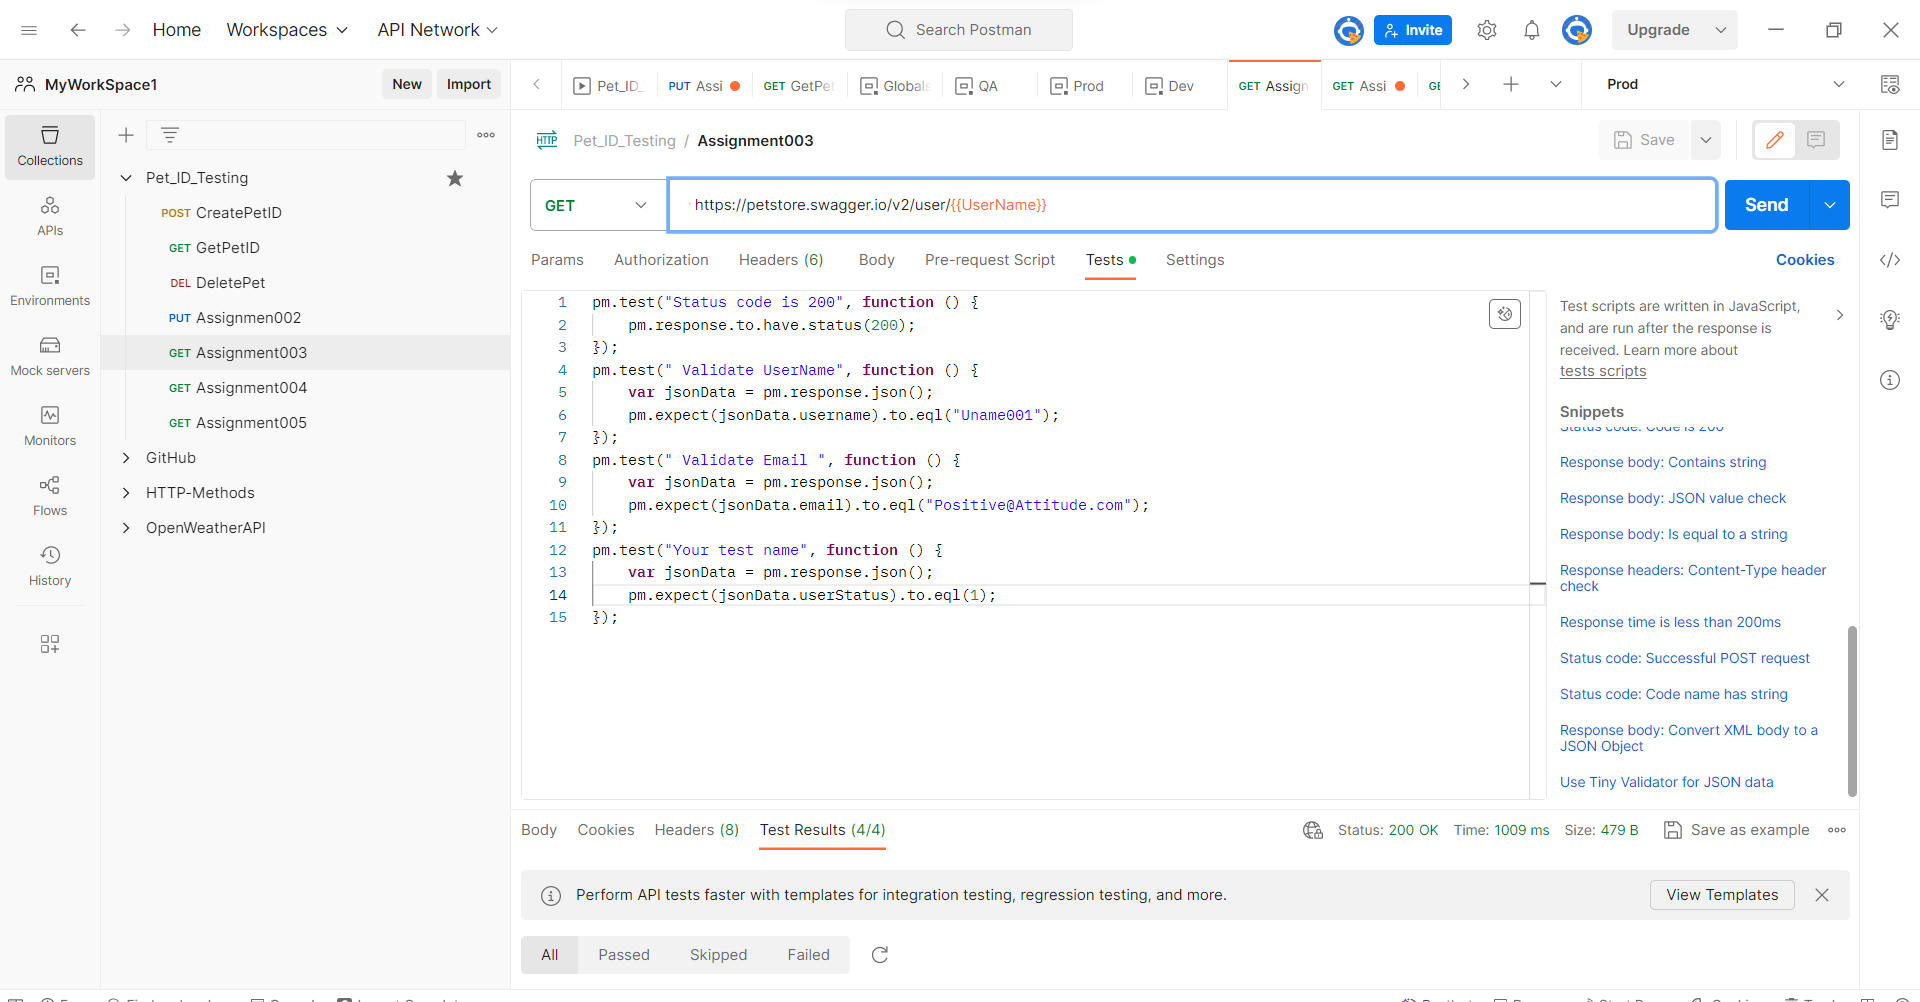 Home Workspaces API Network Search Postman Invite Upgrade
MyWorkSpace1 New Import
Pet_ID_ PUT Assi GET GetPet Globals QA Prod Dev GET Assign GET Assi GE Prod
Collections
APIs
Environments
Mock servers
Monitors
Flows
History
Pet_ID_Testing
POST CreatePetID
GET GetPetID
DEL DeletePet
PUT Assignmen002
GET Assignment003
GET Assignment004
GET Assignment005
GitHub
HTTP-Methods
OpenWeatherAPI
HTTP Pet_ID_Testing / Assignment003 Save
GET https://petstore.swagger.io/v2/user/{{UserName}} Send
Params Authorization Headers (6) Body Pre-request Script Tests Settings Cookies
1 pm.test("Status code is 200", function () {
2 pm.response.to.have.status(200);
3 });
4 pm.test(" Validate UserName", function () {
5 var jsonData = pm.response.json();
6 pm.expect(jsonData.username).to.eql("Uname001");
7 });
8 pm.test(" Validate Email ", function () {
9 var jsonData = pm.response.json();
10 pm.expect(jsonData.email).to.eql("Positive@Attitude.com");
11 });
12 pm.test("Your test name", function () {
13 var jsonData = pm.response.json();
14 pm.expect(jsonData.userStatus).to.eql(1);
15 });
Test scripts are written in JavaScript,
and are run after the response is
received. Learn more about
tests scripts
Snippets
Status code: Code is 200
Response body: Contains string
Response body: JSON value check
Response body: Is equal to a string
Response headers: Content-Type header
check
Response time is less than 200ms
Status code: Successful POST request
Status code: Code name has string
Response body: Convert XML body to a
JSON Object
Use Tiny Validator for JSON data
Body Cookies Headers (8) Test Results (4/4) Status: 200 OK Time: 1009 ms Size: 479 B Save as example
Perform API tests faster with templates for integration testing, regression testing, and more. View Templates
All Passed Skipped Failed